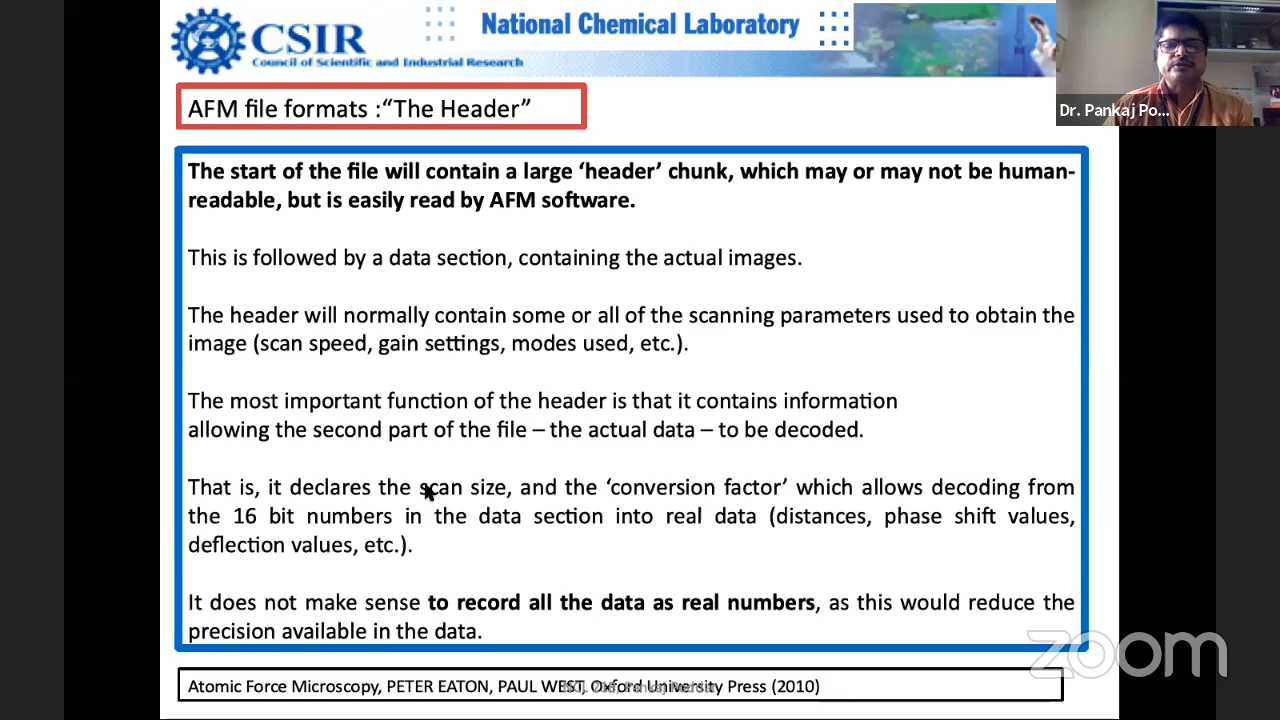 CSIR
Council of Scientific and Industrial Research
National Chemical Laboratory
Dr. Pankaj Po...
AFM file formats :“The Header”
The start of the file will contain a large ‘header’ chunk, which may or may not be human-
readable, but is easily read by AFM software.
This is followed by a data section, containing the actual images.
The header will normally contain some or all of the scanning parameters used to obtain the
image (scan speed, gain settings, modes used, etc.).
The most important function of the header is that it contains information
allowing the second part of the file – the actual data – to be decoded.
That is, it declares the scan size, and the ‘conversion factor’ which allows decoding from
the 16 bit numbers in the data section into real data (distances, phase shift values,
deflection values, etc.).
It does not make sense to record all the data as real numbers, as this would reduce the
precision available in the data.
zoom
Atomic Force Microscopy, PETER EATON, PAUL WEST, Oxford University Press (2010)